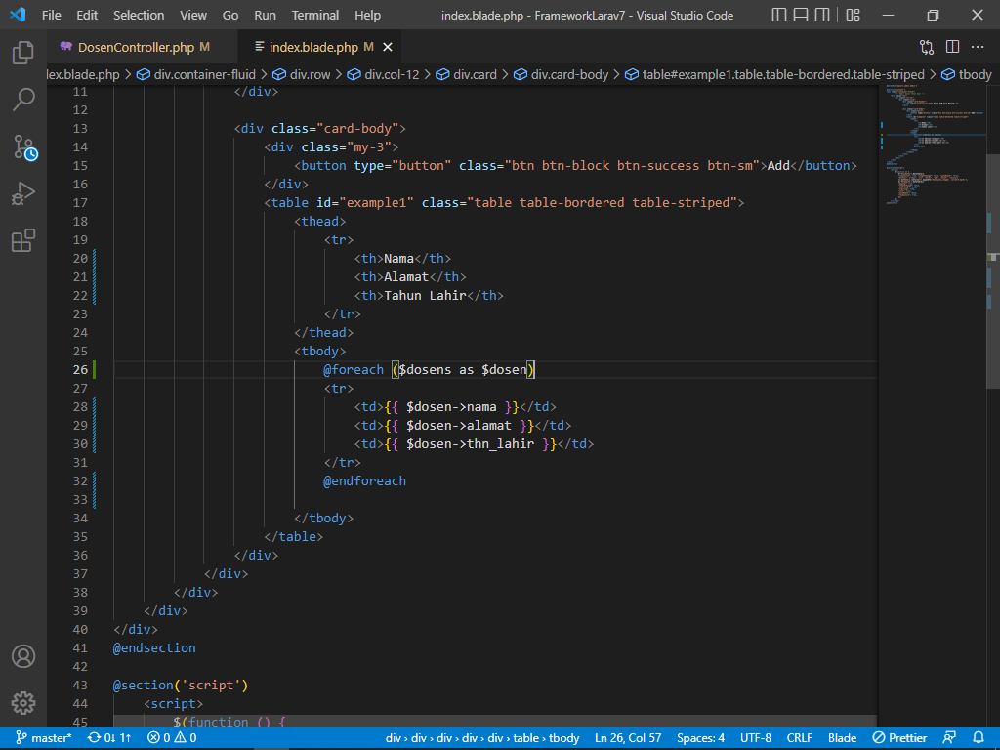 File Edit Selection View Go Run Terminal Help index.blade.php - FrameworkLarav7 - Visual Studio Code
DosenController.php M index.blade.php M
lex.blade.php > div.container-fluid > div.row > div.col-12 > div.card > div.card-body > table#example1.table.table-bordered.table-striped > tbody
11 </div>
12
13 <div class="card-body">
14 <div class="my-3">
15 <button type="button" class="btn btn-block btn-success btn-sm">Add</button>
16 </div>
17 <table id="example1" class="table table-bordered table-striped">
18 <thead>
19 <tr>
20 <th>Nama</th>
21 <th>Alamat</th>
22 <th>Tahun Lahir</th>
23 </tr>
24 </thead>
25 <tbody>
26 @foreach ($dosens as $dosen)
27 <tr>
28 <td>{{ $dosen->nama }}</td>
29 <td>{{ $dosen->alamat }}</td>
30 <td>{{ $dosen->thn_lahir }}</td>
31 </tr>
32 @endforeach
33
34 </tbody>
35 </table>
36 </div>
37 </div>
38 </div>
39 </div>
40 </div>
41 @endsection
42
43 @section('script')
44 <script>
45 $(function () {
master* 0↓ 1↑ 0 0 div › div › div › div › div › table › tbody Ln 26, Col 57 Spaces: 4 UTF-8 CRLF Blade Prettier